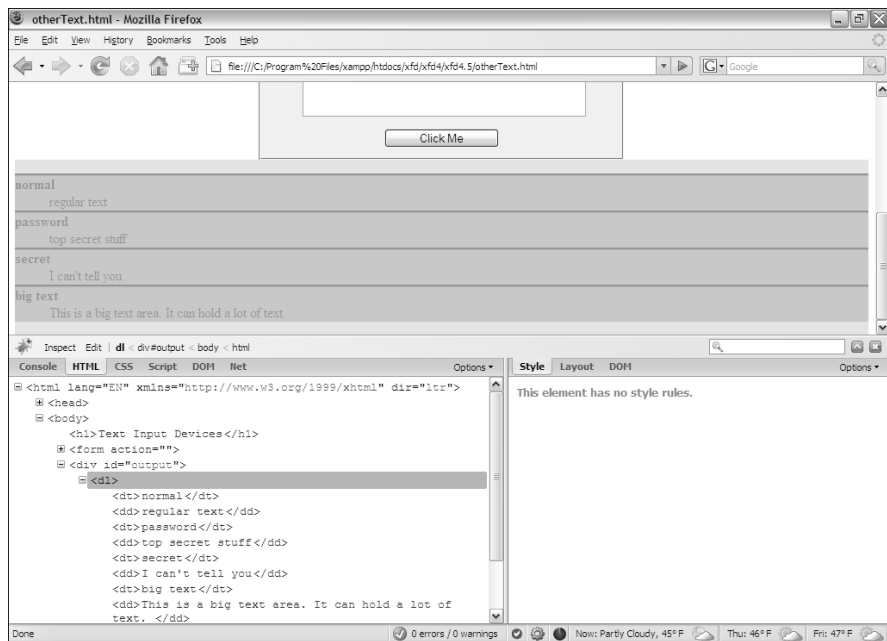 otherText.html - Mozilla Firefox
File Edit View History Bookmarks Tools Help
file:///C:/Program%20Files/xampp/htdocs/xfd/xfd4/xfd4.5/otherText.html
G Google
Click Me
normal
regular text
password
top secret stuff
secret
I can't tell you
big text
This is a big text area. It can hold a lot of text.
Inspect Edit | dl < div#output < body < html
Console HTML CSS Script DOM Net Options
Style Layout DOM Options
<html lang="EN" xmlns="http://www.w3.org/1999/xhtml" dir="ltr">
<head>
<body>
<h1>Text Input Devices</h1>
<form action="">
<div id="output">
<dl>
<dt>normal</dt>
<dd>regular text</dd>
<dt>password</dt>
<dd>top secret stuff</dd>
<dt>secret</dt>
<dd>I can't tell you</dd>
<dt>big text</dt>
<dd>This is a big text area. It can hold a lot of
text. </dd>
This element has no style rules.
Done 0 errors / 0 warnings Now: Partly Cloudy, 45° F Thu: 46° F Fri: 47° F